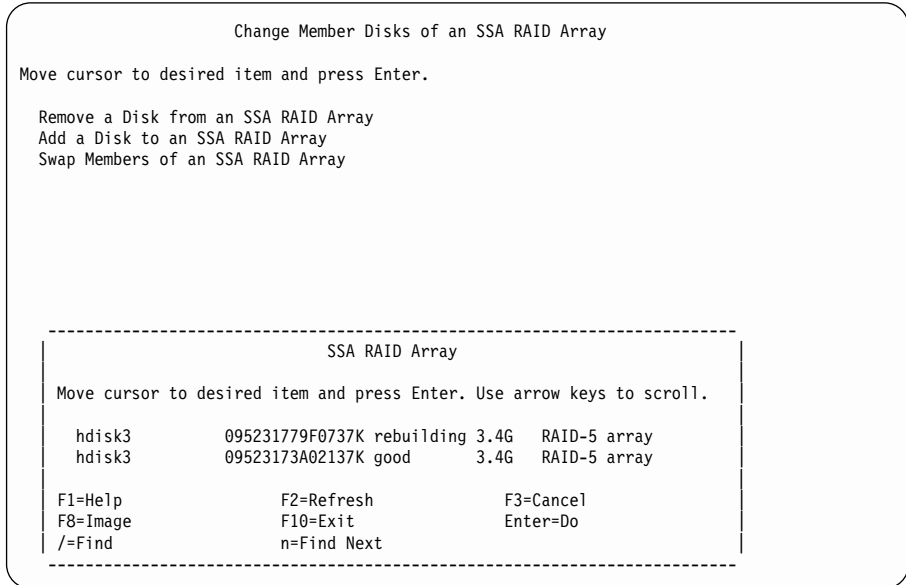 Change Member Disks of an SSA RAID Array
Move cursor to desired item and press Enter.
Remove a Disk from an SSA RAID Array
Add a Disk to an SSA RAID Array
Swap Members of an SSA RAID Array
SSA RAID Array
Move cursor to desired item and press Enter. Use arrow keys to scroll.
hdisk3 095231779F0737K rebuilding 3.4G RAID-5 array
hdisk3 09523173A02137K good 3.4G RAID-5 array
F1=Help F2=Refresh F3=Cancel
F8=Image F10=Exit Enter=Do
/=Find n=Find Next